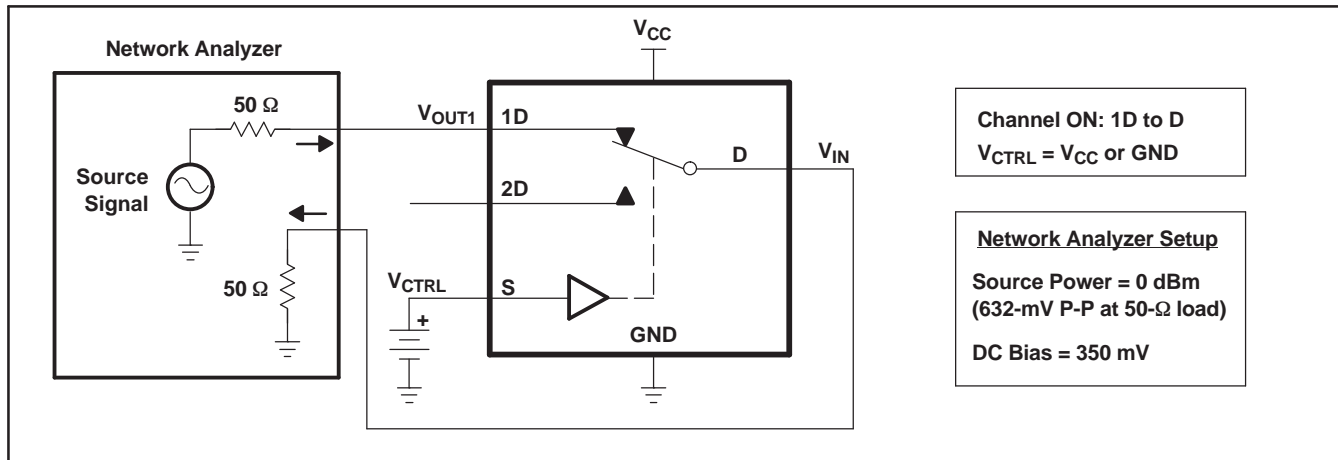 Network Analyzer
50 Ω
Source
Signal
50 Ω
VCC
VOUT1
1D
2D
D
VIN
VCTRL
+
S
GND
Channel ON: 1D to D
VCTRL = VCC or GND
Network Analyzer Setup
Source Power = 0 dBm
(632-mV P-P at 50-Ω load)
DC Bias = 350 mV